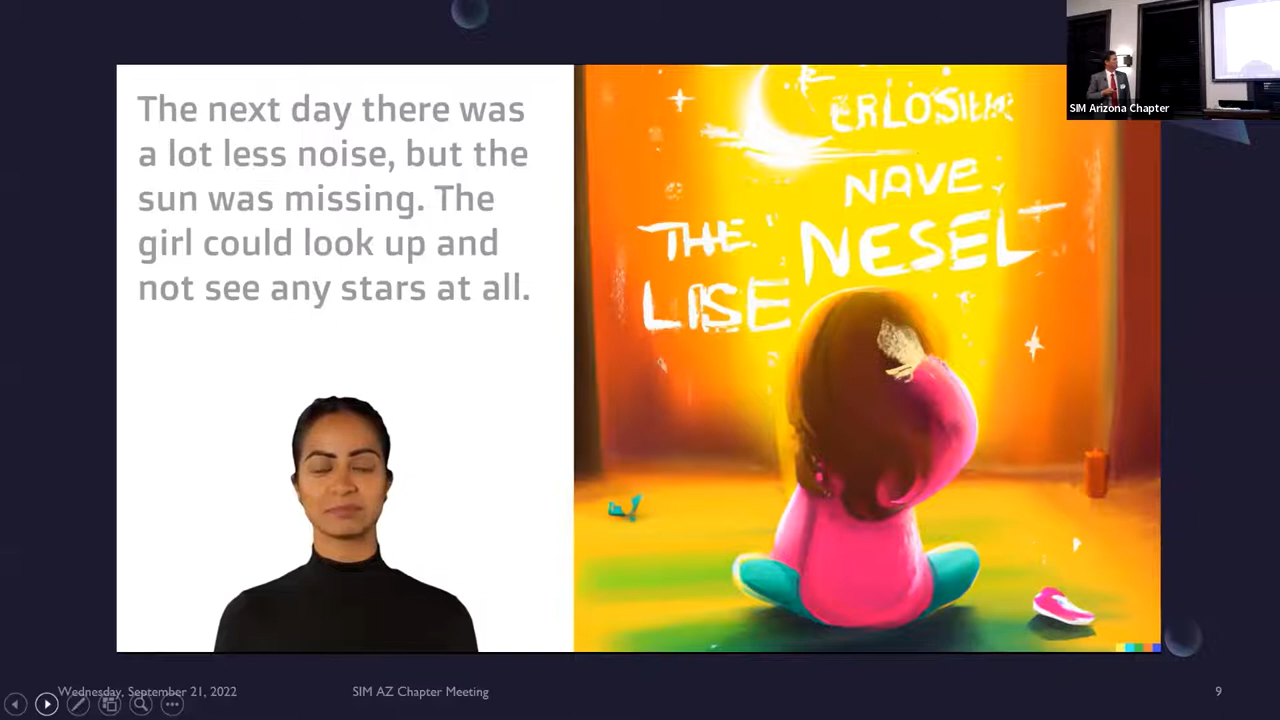 The next day there was
a lot less noise, but the
sun was missing. The
girl could look up and
not see any stars at all.
NAVE
THE
NESEL
LISE
SIM Arizona Chapter
Wednesday, September 21, 2022
SIM AZ Chapter Meeting
9